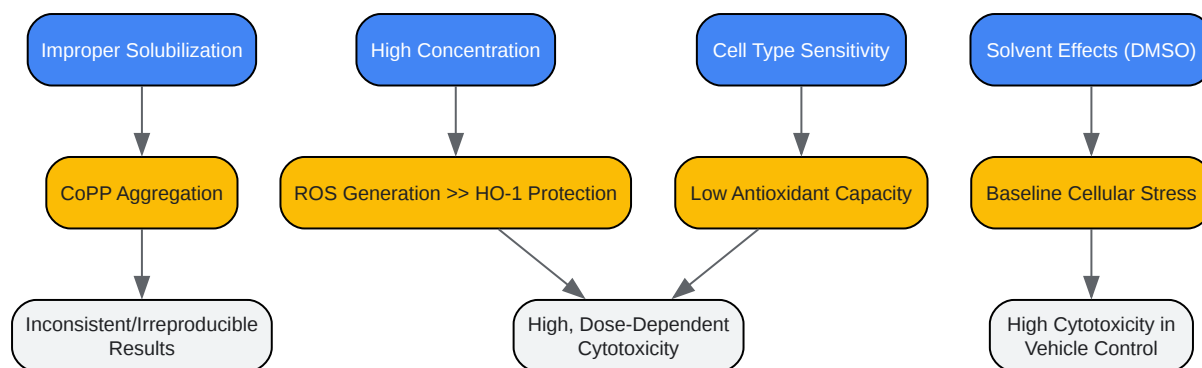 Improper Solubilization
High Concentration
Cell Type Sensitivity
Solvent Effects (DMSO)
CoPP Aggregation
ROS Generation >> HO-1 Protection
Low Antioxidant Capacity
Baseline Cellular Stress
Inconsistent/Irreproducible
Results
High, Dose-Dependent
Cytotoxicity
High Cytotoxicity in
Vehicle Control